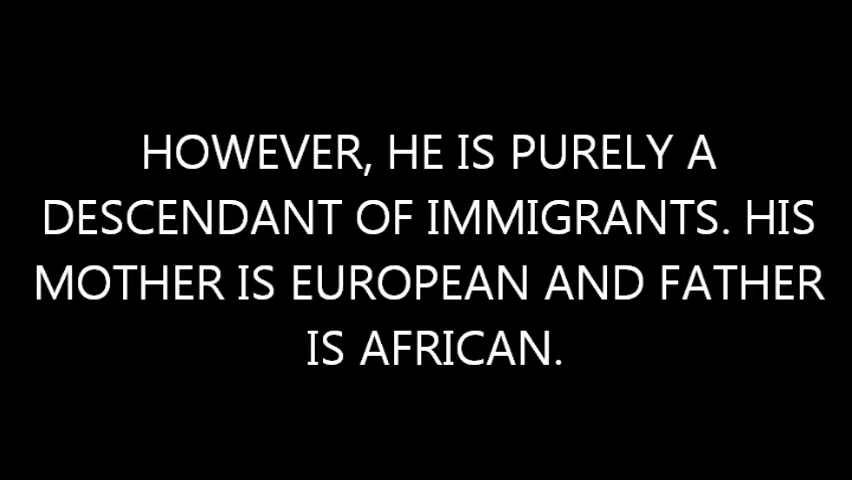 HOWEVER, HE IS PURELY A
DESCENDANT OF IMMIGRANTS. HIS
MOTHER IS EUROPEAN AND FATHER
IS AFRICAN.